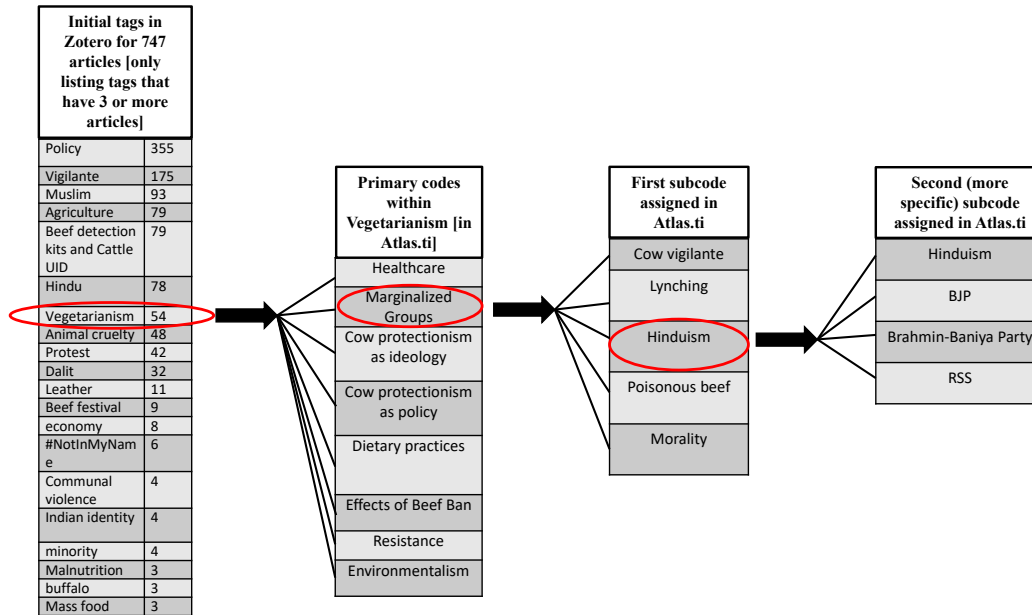 Initial tags in
Zotero for 747
articles [only
listing tags that
have 3 or more
articles]
Policy 355
Vigilante 175
Muslim 93
Agriculture 79
Beef detection 79
kits and Cattle
UID
Hindu 78
Vegetarianism 54
Animal cruelty 48
Protest 42
Dalit 32
Leather 11
Beef festival 9
economy 8
#NotInMyNam 6
e
Communal 4
violence
Indian identity 4
minority 4
Malnutrition 3
buffalo 3
Mass food 3
Primary codes
within
Vegetarianism [in
Atlas.ti]
Healthcare
Marginalized
Groups
Cow protectionism
as ideology
Cow protectionism
as policy
Dietary practices
Effects of Beef Ban
Resistance
Environmentalism
First subcode
assigned in
Atlas.ti
Cow vigilante
Lynching
Hinduism
Poisonous beef
Morality
Second (more
specific) subcode
assigned in Atlas.ti
Hinduism
BJP
Brahmin-Baniya Party
RSS